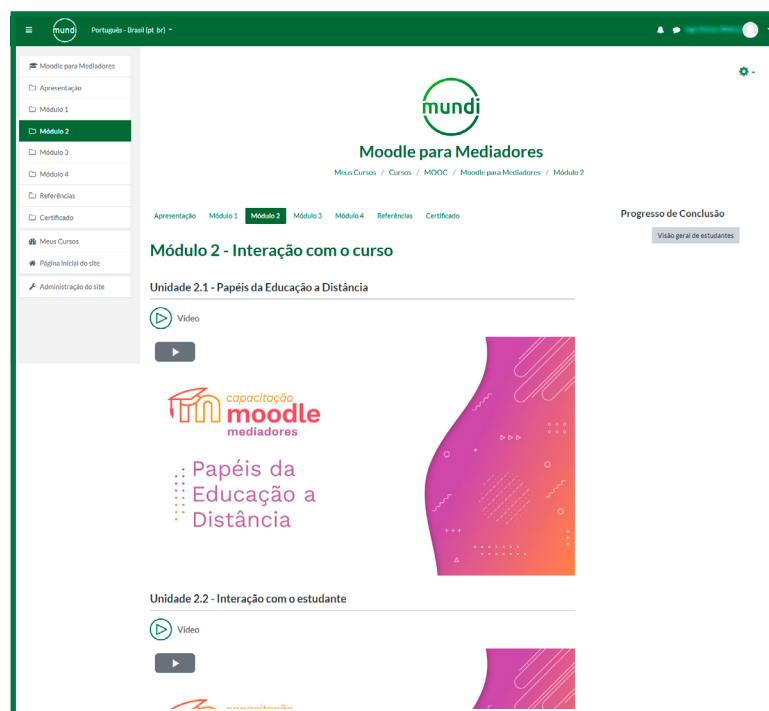 mundi
Português - Brasil (pt_br)
Moodle para Mediadores
Apresentação
Módulo 1
Módulo 2
Módulo 3
Módulo 4
Referências
Certificado
Meus Cursos
Página inicial do site
Administração do site
mundi
Moodle para Mediadores
Meus Cursos / Cursos / MOOC / Moodle para Mediadores / Módulo 2
Apresentação Módulo 1 Módulo 2 Módulo 3 Módulo 4 Referências Certificado
Progresso de Conclusão
Visão geral de estudantes
Módulo 2 - Interação com o curso
Unidade 2.1 - Papéis da Educação a Distância
Vídeo
capacitação
moodle
mediadores
Papéis da
Educação a
Distância
Unidade 2.2 - Interação com o estudante
Vídeo
capacitação